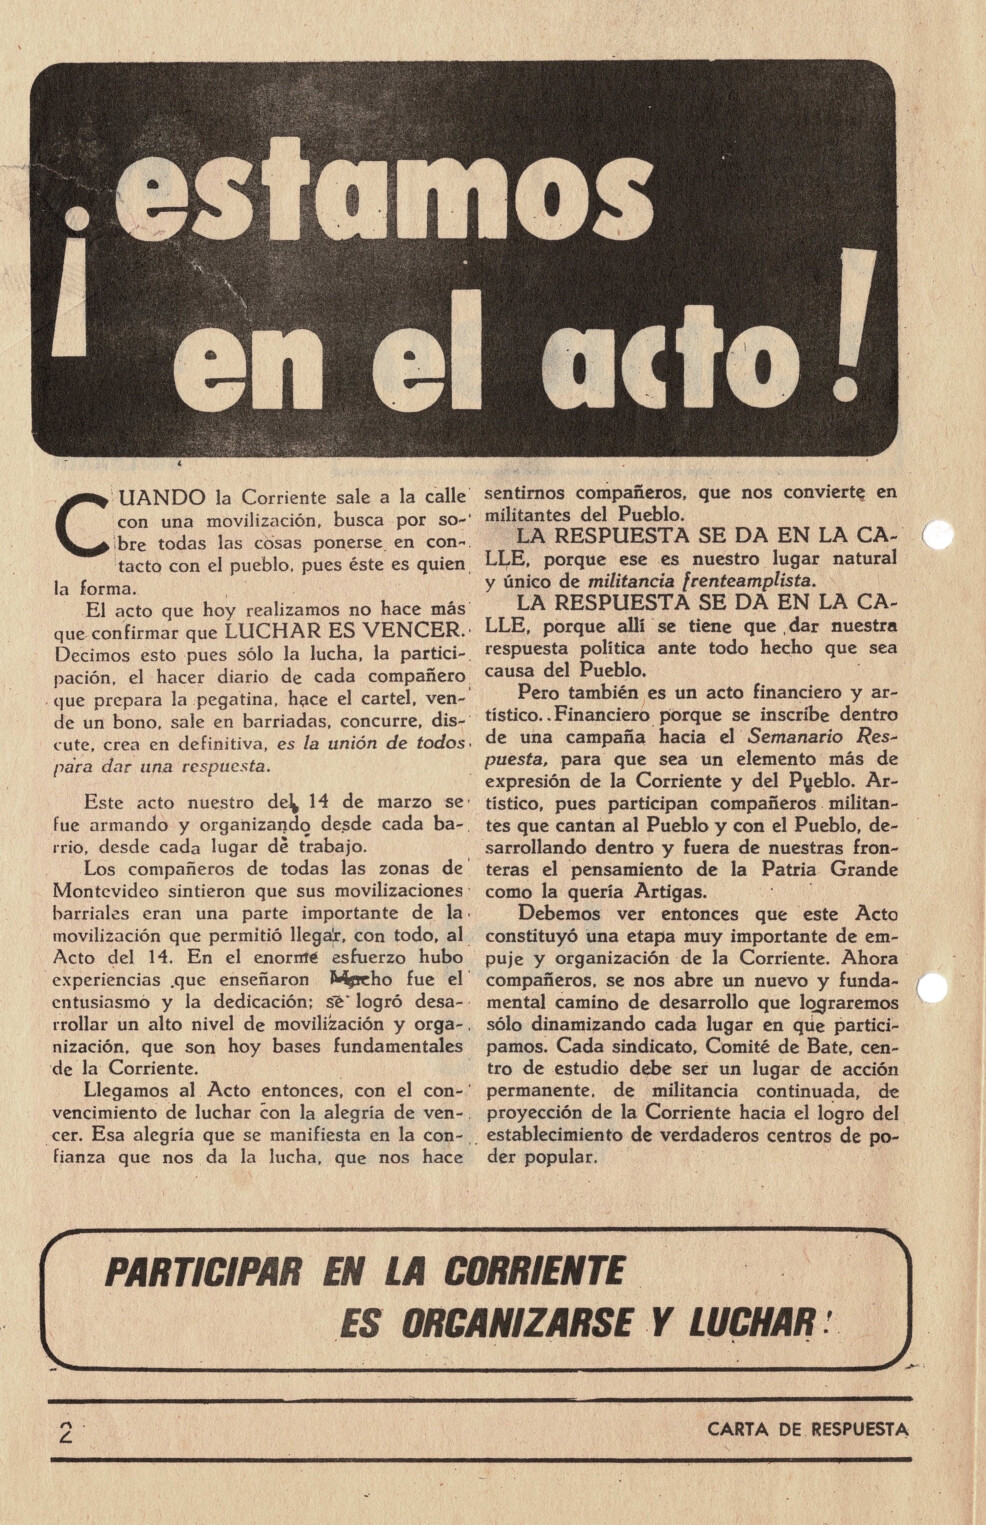 ¡estamos
en el acto!
CUANDO la Corriente sale a la calle
con una movilización, busca por so-
bre todas las cosas ponerse en con-
tacto con el pueblo, pues éste es quien
la forma.
El acto que hoy realizamos no hace más
que confirmar que LUCHAR ES VENCER.
Decimos esto pues sólo la lucha, la partici-
pación, el hacer diario de cada compañero
que prepara la pegatina, hace el cartel, ven-
de un bono, sale en barriadas, concurre, dis-
cute, crea en definitiva, es la unión de todos
para dar una respuesta.
Este acto nuestro del 14 de marzo se
fue armando y organizando desde cada ba-
rrio, desde cada lugar de trabajo.
Los compañeros de todas las zonas de
Montevideo sintieron que sus movilizaciones
barriales eran una parte importante de la
movilización que permitió llegar, con todo, al
Acto del 14. En el enorme esfuerzo hubo
experiencias que enseñaron Mucho fue el
entusiasmo y la dedicación; se logró desa-
rrollar un alto nivel de movilización y orga-
nización, que son hoy bases fundamentales
de la Corriente.
Llegamos al Acto entonces, con el con-
vencimiento de luchar con la alegría de ven-
cer. Esa alegría que se manifiesta en la con-
fianza que nos da la lucha, que nos hace
sentirnos compañeros, que nos convierte en
militantes del Pueblo.
LA RESPUESTA SE DA EN LA CA-
LLE, porque ese es nuestro lugar natural
y único de militancia frenteamplista.
LA RESPUESTA SE DA EN LA CA-
LLE, porque allí se tiene que dar nuestra
respuesta política ante todo hecho que sea
causa del Pueblo.
Pero también es un acto financiero y ar-
tístico. Financiero porque se inscribe dentro
de una campaña hacia el Semanario Res-
puesta, para que sea un elemento más de
expresión de la Corriente y del Pueblo. Ar-
tístico, pues participan compañeros militan-
tes que cantan al Pueblo y con el Pueblo, de-
sarrollando dentro y fuera de nuestras fron-
teras el pensamiento de la Patria Grande
como la quería Artigas.
Debemos ver entonces que este Acto
constituyó una etapa muy importante de em-
puje y organización de la Corriente. Ahora
compañeros, se nos abre un nuevo y funda-
mental camino de desarrollo que lograremos
sólo dinamizando cada lugar en que partici-
pamos. Cada sindicato, Comité de Bate, cen-
tro de estudio debe ser un lugar de acción
permanente, de militancia continuada, de
proyección de la Corriente hacia el logro del
establecimiento de verdaderos centros de po-
der popular.
PARTICIPAR EN LA CORRIENTE
ES ORGANIZARSE Y LUCHAR!
2
CARTA DE RESPUESTA